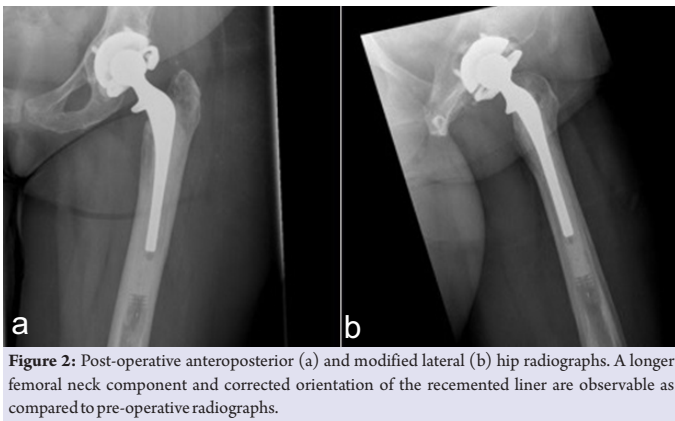 a
b
Figure 2: Post-operative anteroposterior (a) and modified lateral (b) hip radiographs. A longer
femoral neck component and corrected orientation of the recemented liner are observable as
compared to pre-operative radiographs.